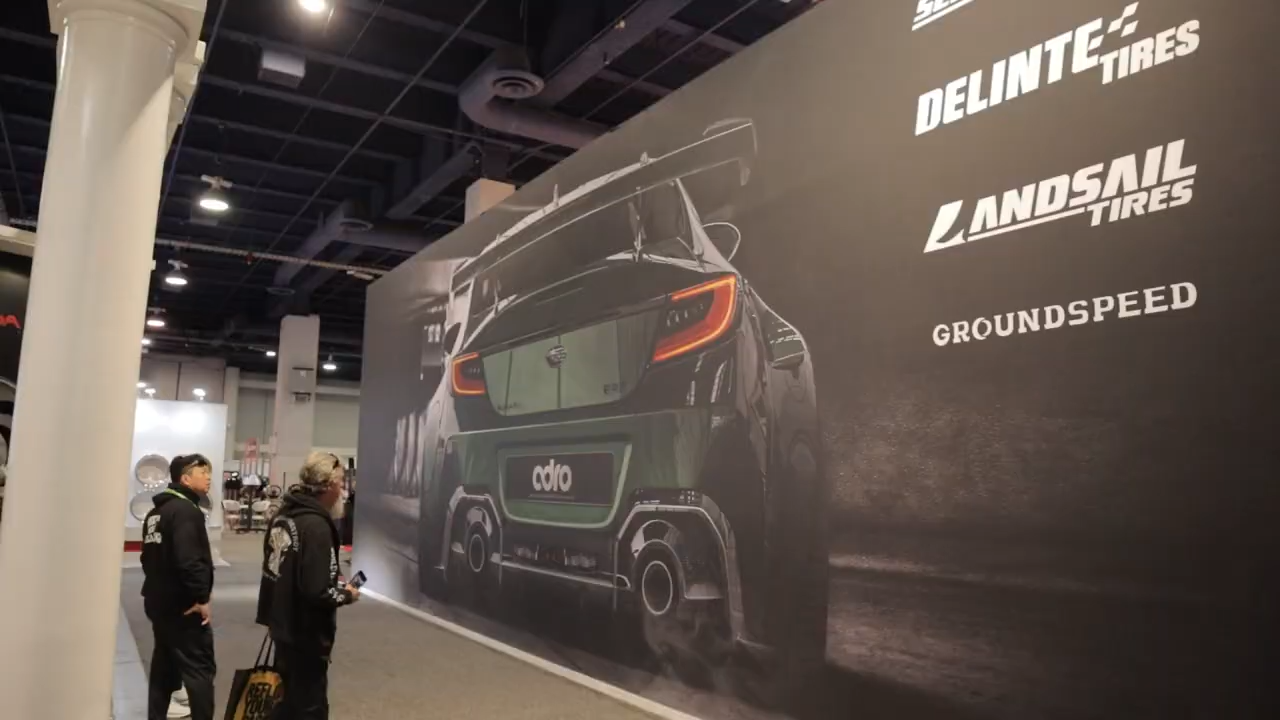 DELINTE
TIRES
LANDSAIL
TIRES
GROUNDSPEED
adro